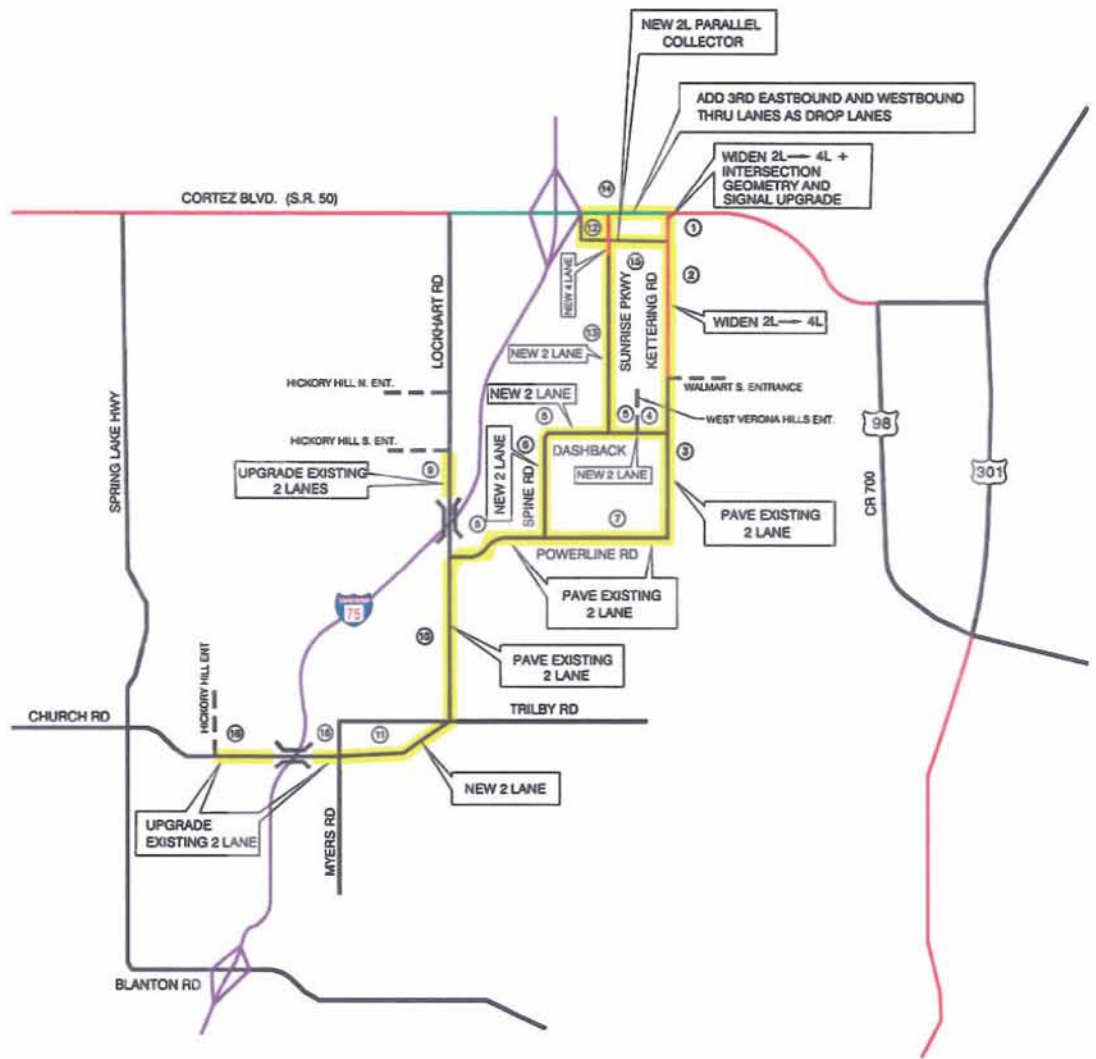 NEW 2L PARALLEL
COLLECTOR
ADD 3RD EASTBOUND AND WESTBOUND
THRU LANES AS DROP LANES
WIDEN 2L → 4L +
INTERSECTION
GEOMETRY AND
SIGNAL UPGRADE
14
CORTEZ BLVD. (S.R. 50)
12
1
15
2
NEW 4 LANE
LOCKHART RD
SUNRISE PKWY
KETTERING RD
WIDEN 2L → 4L
13
NEW 2 LANE
HICKORY HILL N. ENT.
WALMART S. ENTRANCE
NEW 2 LANE
SPRING LAKE HWY
5
5
4
WEST VERONA HILLS ENT.
98
CR 700
301
HICKORY HILL S. ENT.
6
DASHBACK
3
UPGRADE EXISTING
2 LANES
9
NEW 2 LANE
SPINE RD
NEW 2 LANE
7
PAVE EXISTING
2 LANE
POWERLINE RD
PAVE EXISTING
2 LANE
75
10
PAVE EXISTING
2 LANE
HICKORY HILL ENT
CHURCH RD
TRILBY RD
16
11
NEW 2 LANE
UPGRADE
EXISTING 2 LANE
MYERS RD
BLANTON RD